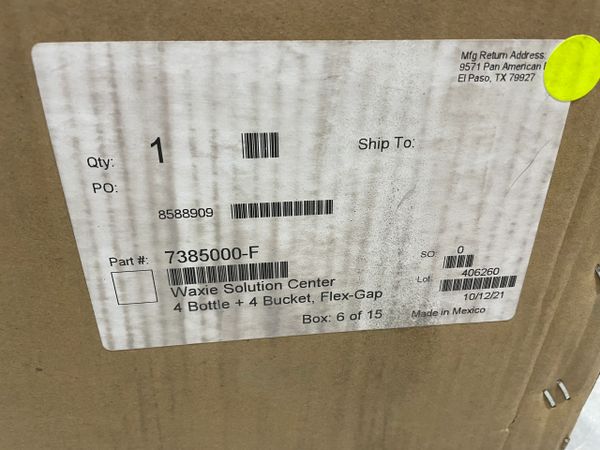 Mfg Return Address:
9571 Pan American
El Paso, TX 79927
Qty: 1
Ship To:
PO:
8588909
Part #: 7385000-F
SO: 0
Waxie Solution Center
Lot: 406260
4 Bottle + 4 Bucket, Flex-Gap
10/12/21
Box: 6 of 15
Made in Mexico